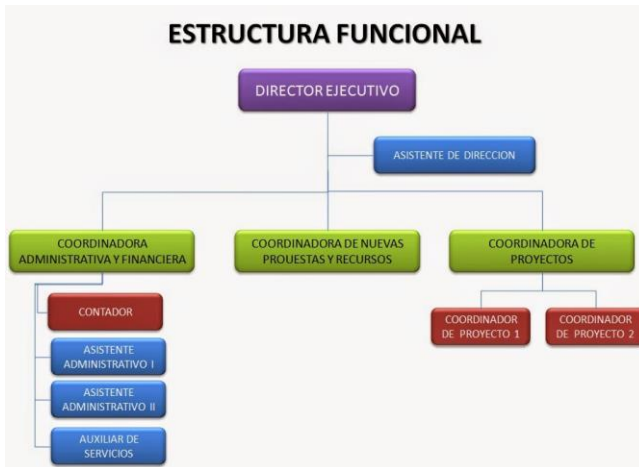 ESTRUCTURA FUNCIONAL
DIRECTOR EJECUTIVO
ASISTENTE DE DIRECCION
COORDINADORA
ADMINISTRATIVA Y FINANCIERA
COORDINADORA DE NUEVAS
PROUESTAS Y RECURSOS
COORDINADORA DE
PROYECTOS
CONTADOR
COORDINADOR
DE PROYECTO 1
COORDINADOR
DE PROYECTO 2
ASISTENTE
ADMINISTRATIVO I
ASISTENTE
ADMINISTRATIVO II
AUXILIAR DE
SERVICIOS